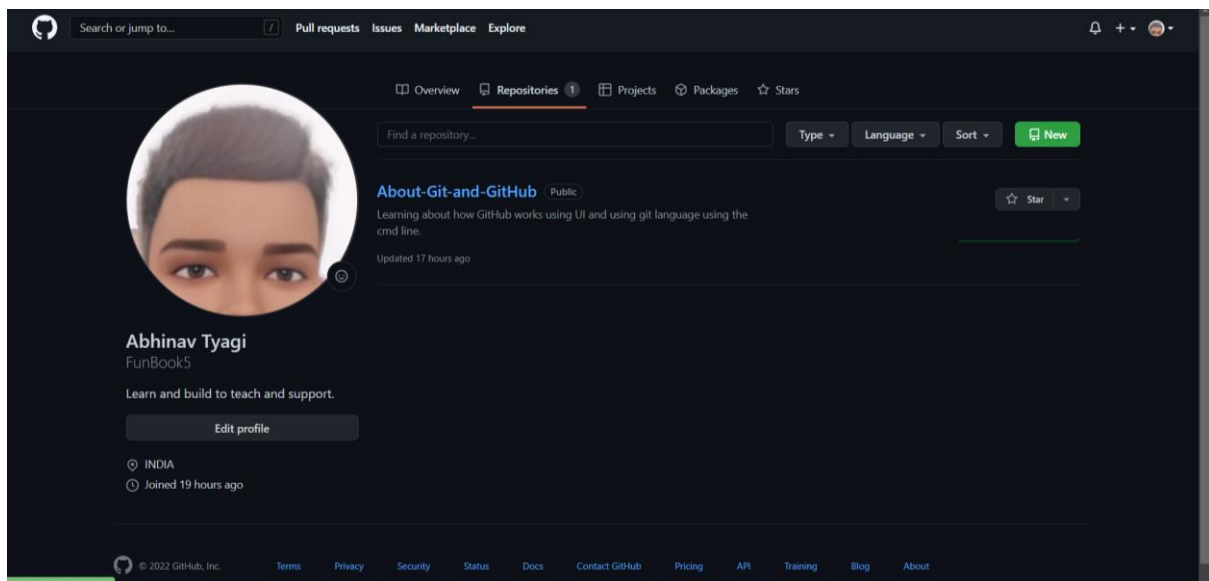 Search or jump to... / Pull requests Issues Marketplace Explore
Overview Repositories 1 Projects Packages Stars
Find a repository... Type Language Sort New
About-Git-and-GitHub Public
Star
Learning about how GitHub works using UI and using git language using the
cmd line.
Updated 17 hours ago
Abhinav Tyagi
FunBook5
Learn and build to teach and support.
Edit profile
INDIA
Joined 19 hours ago
© 2022 GitHub, Inc. Terms Privacy Security Status Docs Contact GitHub Pricing API Training Blog About